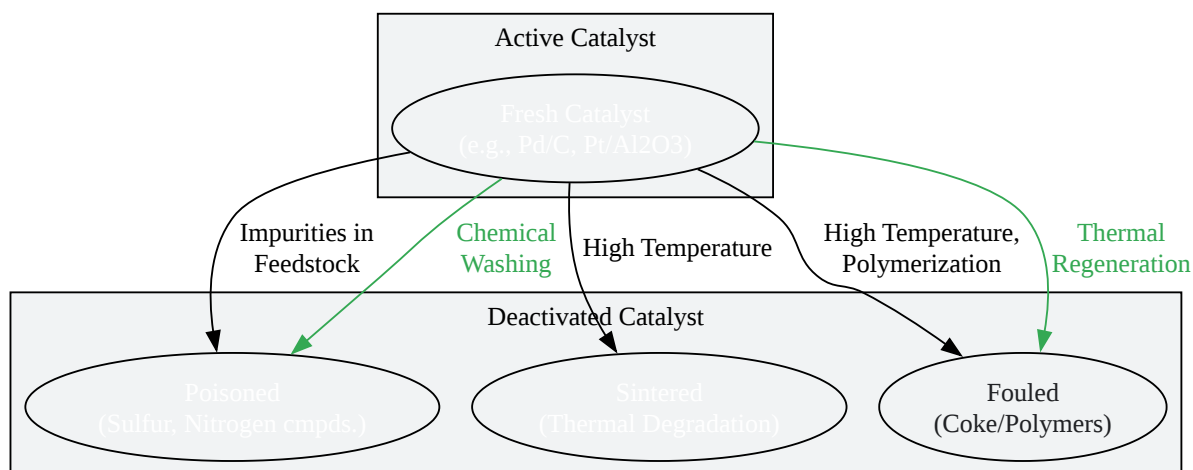 Active Catalyst
Fresh Catalyst
(e.g., Pd/C, Pt/Al2O3)
Impurities in
Feedstock
Chemical
Washing
High Temperature
High Temperature,
Polymerization
Thermal
Regeneration
Deactivated Catalyst
Poisoned
(Sulfur, Nitrogen cmpds.)
Sintered
(Thermal Degradation)
Fouled
(Coke/Polymers)